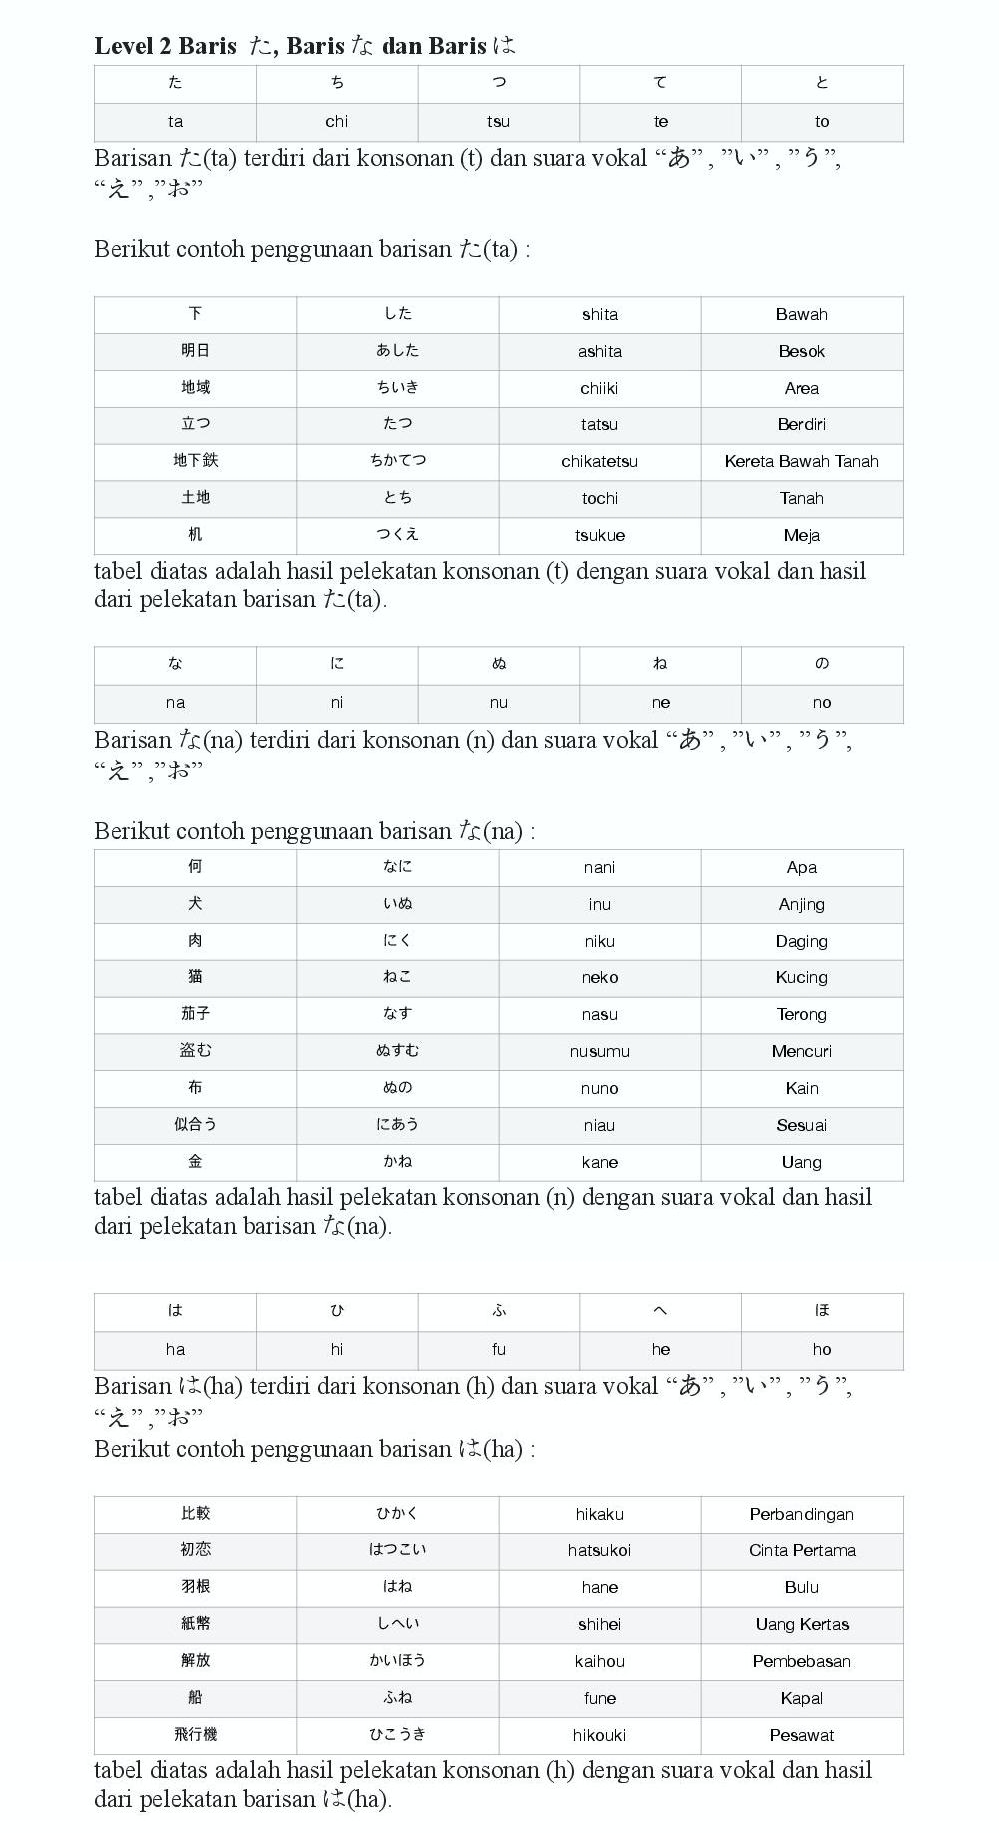 Level 2 Baris た, Baris な dan Baris は
た ち つ て と
ta chi tsu te to
Barisan た(ta) terdiri dari konsonan (t) dan suara vokal “あ” , ”い” , ”う”,
“え” ,”お”
Berikut contoh penggunaan barisan た(ta) :
下 した shita Bawah
明日 あした ashita Besok
地域 ちいき chiiki Area
立つ たつ tatsu Berdiri
地下鉄 ちかてつ chikatetsu Kereta Bawah Tanah
土地 とち tochi Tanah
机 つくえ tsukue Meja
tabel diatas adalah hasil pelekatan konsonan (t) dengan suara vokal dan hasil
dari pelekatan barisan た(ta).
な に ぬ ね の
na ni nu ne no
Barisan な(na) terdiri dari konsonan (n) dan suara vokal “あ” , ”い” , ”う”,
“え” ,”お”
Berikut contoh penggunaan barisan な(na) :
何 なに nani Apa
犬 いぬ inu Anjing
肉 にく niku Daging
猫 ねこ neko Kucing
茄子 なす nasu Terong
盗む ぬすむ nusumu Mencuri
布 ぬの nuno Kain
似合う にあう niau Sesuai
金 かね kane Uang
tabel diatas adalah hasil pelekatan konsonan (n) dengan suara vokal dan hasil
dari pelekatan barisan な(na).
は ひ ふ へ ほ
ha hi fu he ho
Barisan は(ha) terdiri dari konsonan (h) dan suara vokal “あ” , ”い” , ”う”,
“え” ,”お”
Berikut contoh penggunaan barisan は(ha) :
比較 ひかく hikaku Perbandingan
初恋 はつこい hatsukoi Cinta Pertama
羽根 はね hane Bulu
紙幣 しへい shihei Uang Kertas
解放 かいほう kaihou Pembebasan
船 ふね fune Kapal
飛行機 ひこうき hikouki Pesawat
tabel diatas adalah hasil pelekatan konsonan (h) dengan suara vokal dan hasil
dari pelekatan barisan は(ha).